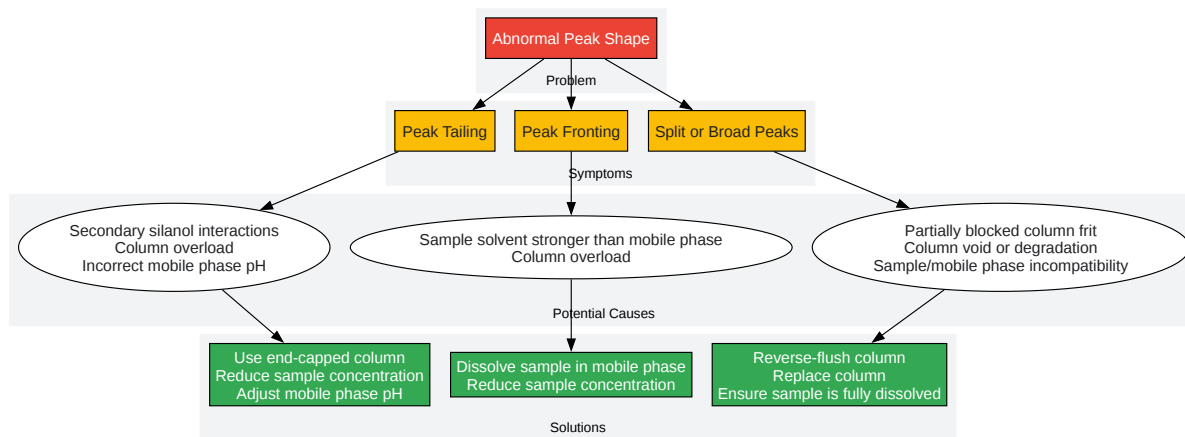 Abnormal Peak Shape
Problem
Peak Tailing
Peak Fronting
Split or Broad Peaks
Symptoms
Secondary silanol interactions
Column overload
Incorrect mobile phase pH
Sample solvent stronger than mobile phase
Column overload
Partially blocked column frit
Column void or degradation
Sample/mobile phase incompatibility
Potential Causes
Use end-capped column
Reduce sample concentration
Adjust mobile phase pH
Dissolve sample in mobile phase
Reduce sample concentration
Reverse-flush column
Replace column
Ensure sample is fully dissolved
Solutions